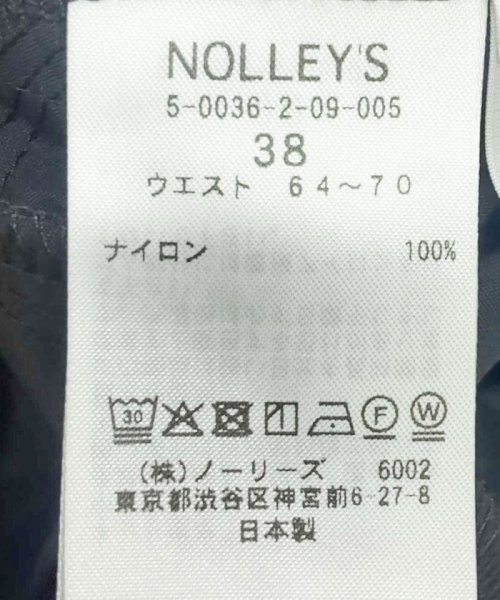 NOLLEY'S
5-0036-2-09-005
38
ウエスト 64～70
ナイロン 100%
30 F W
(株)ノーリーズ 6002
東京都渋谷区神宮前6-27-8
日本製